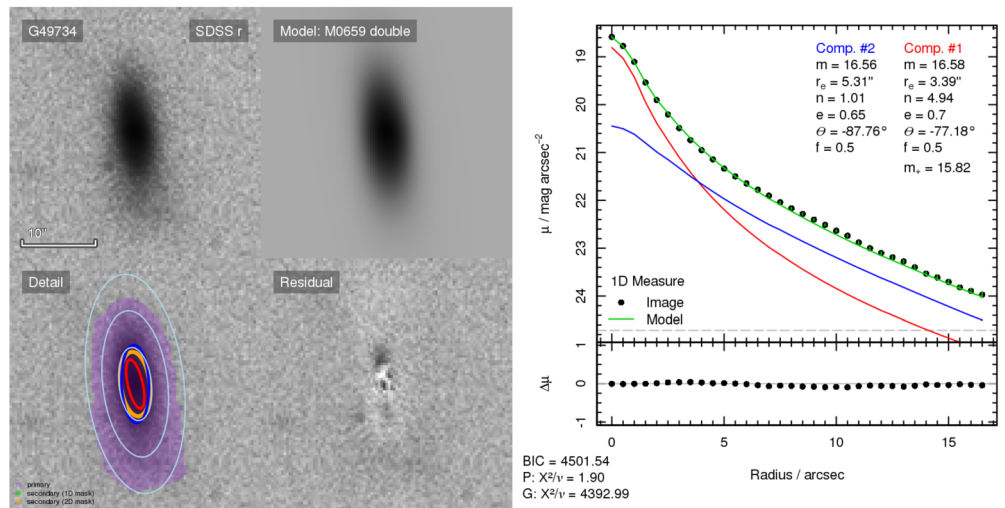 G49734
SDSS r
Model: M0659 double
10"
Detail
Residual
primary
secondary (1D mask)
secondary (2D mask)
μ / mag arcsec⁻²
19
20
21
22
23
24
Comp. #2
m = 16.56
rₑ = 5.31"
n = 1.01
e = 0.65
Θ = -87.76°
f = 0.5
Comp. #1
m = 16.58
rₑ = 3.39"
n = 4.94
e = 0.7
Θ = -77.18°
f = 0.5
m₊ = 15.82
1D Measure
Image
Model
Δμ
1
0
-1
0
5
10
15
Radius / arcsec
BIC = 4501.54
P: X²/ν = 1.90
G: X²/ν = 4392.99